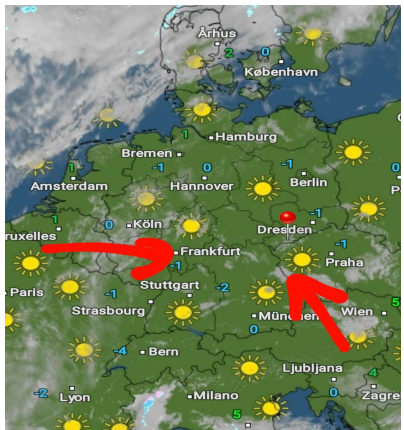 Århus
2
0
København
1
Hamburg
Bremen
-1
0
-1
0
1
Amsterdam
Hannover
Berlin
1
0
Köln
-1
ruxelles
Dresden
Frankfurt
-1
-1
Praha
Paris
Stuttgart
-1
-2
5
Strasbourg
München
Wien
0
-4
Bern
Ljubljana
4
-2
Lyon
Milano
0
Zagre
5